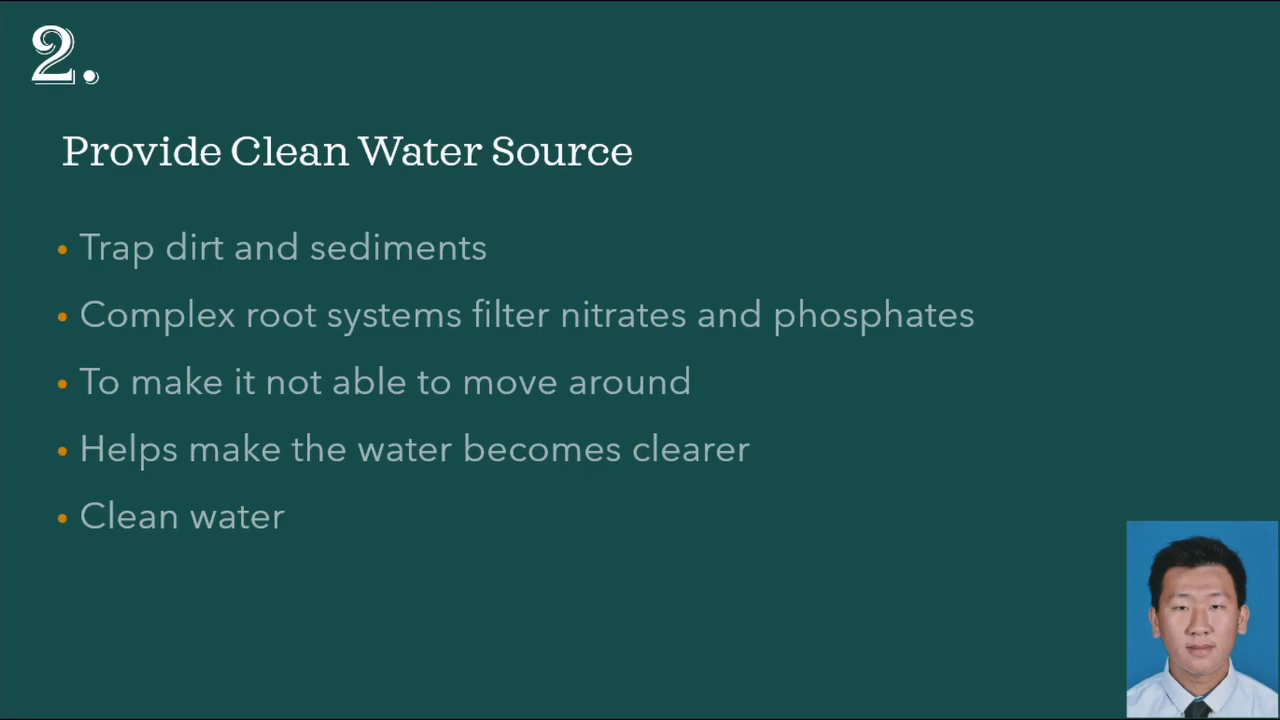 2.
Provide Clean Water Source
• Trap dirt and sediments
• Complex root systems filter nitrates and phosphates
• To make it not able to move around
• Helps make the water becomes clearer
• Clean water